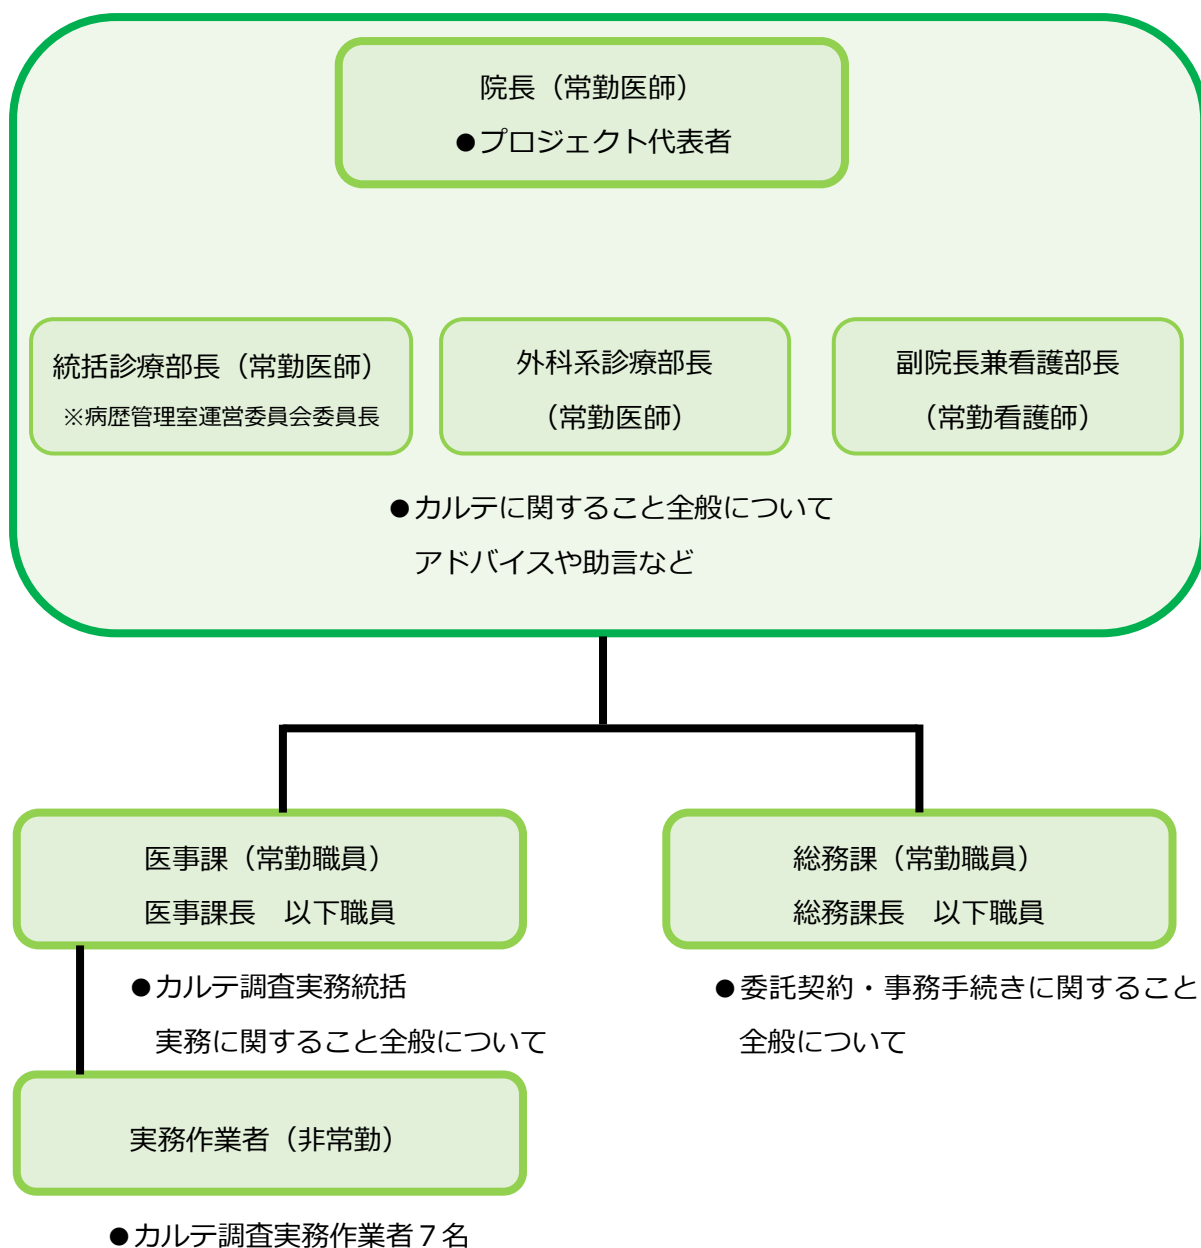 院長（常勤医師）
●プロジェクト代表者
統括診療部長（常勤医師）
※病歴管理室運営委員会委員長
外科系診療部長
（常勤医師）
副院長兼看護部長
（常勤看護師）
●カルテに関すること全般について
アドバイスや助言など
医事課（常勤職員）
医事課長　以下職員
総務課（常勤職員）
総務課長　以下職員
●カルテ調査実務統括
実務に関すること全般について
●委託契約・事務手続きに関すること
全般について
実務作業者（非常勤）
●カルテ調査実務作業者７名